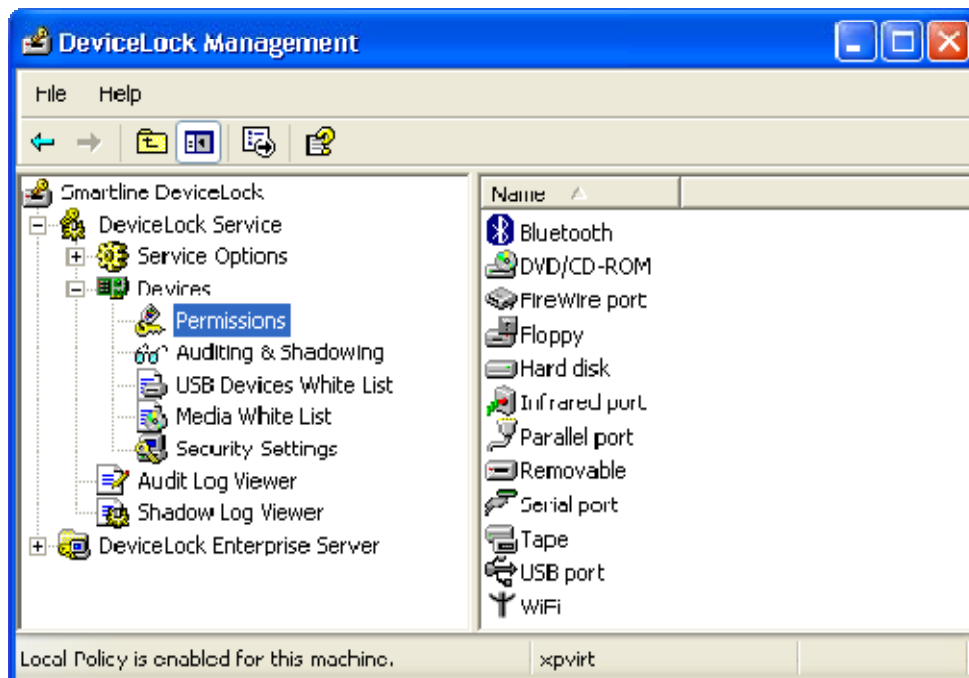 DeviceLock Management
File Help
Smartline DeviceLock
DeviceLock Service
Service Options
Devices
Permissions
Auditing & Shadowing
USB Devices White List
Media White List
Security Settings
Audit Log Viewer
Shadow Log Viewer
DeviceLock Enterprise Server
Name
Bluetooth
DVD/CD-ROM
FireWire port
Floppy
Hard disk
Infrared port
Parallel port
Removable
Serial port
Tape
USB port
WiFi
Local Policy is enabled for this machine. xpvirt